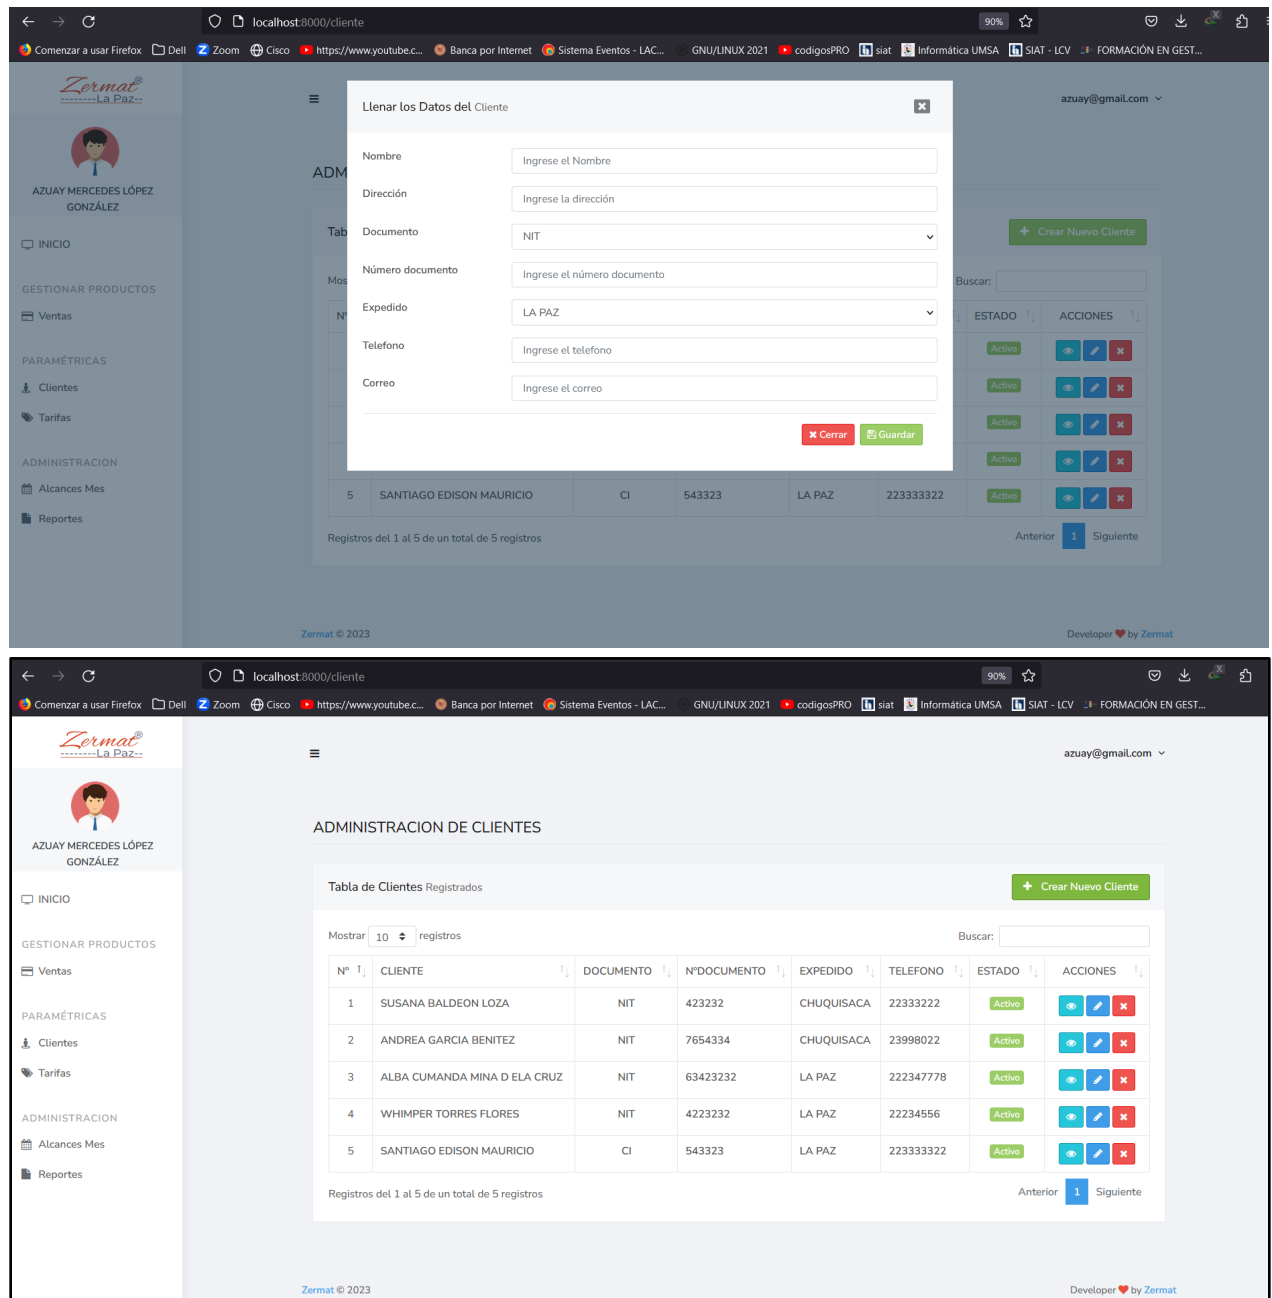 localhost:8000/cliente 90%
Comenzar a usar Firefox Dell Zoom Cisco https://www.youtube.c... Banca por Internet Sistema Eventos - LAC... GNU/LINUX 2021 codigosPRO siat Informática UMSA SIAT - LCV FORMACIÓN EN GEST...
Zermat®
--------La Paz--
AZUAY MERCEDES LÓPEZ
GONZÁLEZ
INICIO
GESTIONAR PRODUCTOS
Ventas
PARAMÉTRICAS
Clientes
Tarifas
ADMINISTRACION
Alcances Mes
Reportes
azuay@gmail.com
ADM
Tab
Crear Nuevo Cliente
Mos
Buscar:
Nº
ESTADO ACCIONES
Llenar los Datos del Cliente
Nombre Ingrese el Nombre
Dirección Ingrese la dirección
Documento NIT
Número documento Ingrese el número documento
Expedido LA PAZ
Telefono Ingrese el telefono
Correo Ingrese el correo
Cerrar Guardar
Activo
Activo
Activo
Activo
5 SANTIAGO EDISON MAURICIO CI 543323 LA PAZ 223333322 Activo
Registros del 1 al 5 de un total de 5 registros Anterior 1 Siguiente
Zermat © 2023 Developer by Zermat
localhost:8000/cliente 90%
Comenzar a usar Firefox Dell Zoom Cisco https://www.youtube.c... Banca por Internet Sistema Eventos - LAC... GNU/LINUX 2021 codigosPRO siat Informática UMSA SIAT - LCV FORMACIÓN EN GEST...
Zermat®
--------La Paz--
AZUAY MERCEDES LÓPEZ
GONZÁLEZ
INICIO
GESTIONAR PRODUCTOS
Ventas
PARAMÉTRICAS
Clientes
Tarifas
ADMINISTRACION
Alcances Mes
Reportes
azuay@gmail.com
ADMINISTRACION DE CLIENTES
Tabla de Clientes Registrados Crear Nuevo Cliente
Mostrar 10 registros Buscar:
Nº CLIENTE DOCUMENTO NºDOCUMENTO EXPEDIDO TELEFONO ESTADO ACCIONES
1 SUSANA BALDEON LOZA NIT 423232 CHUQUISACA 22333222 Activo
2 ANDREA GARCIA BENITEZ NIT 7654334 CHUQUISACA 23998022 Activo
3 ALBA CUMANDA MINA D ELA CRUZ NIT 63423232 LA PAZ 222347778 Activo
4 WHIMPER TORRES FLORES NIT 4223232 LA PAZ 22234556 Activo
5 SANTIAGO EDISON MAURICIO CI 543323 LA PAZ 223333322 Activo
Registros del 1 al 5 de un total de 5 registros Anterior 1 Siguiente
Zermat © 2023 Developer by Zermat